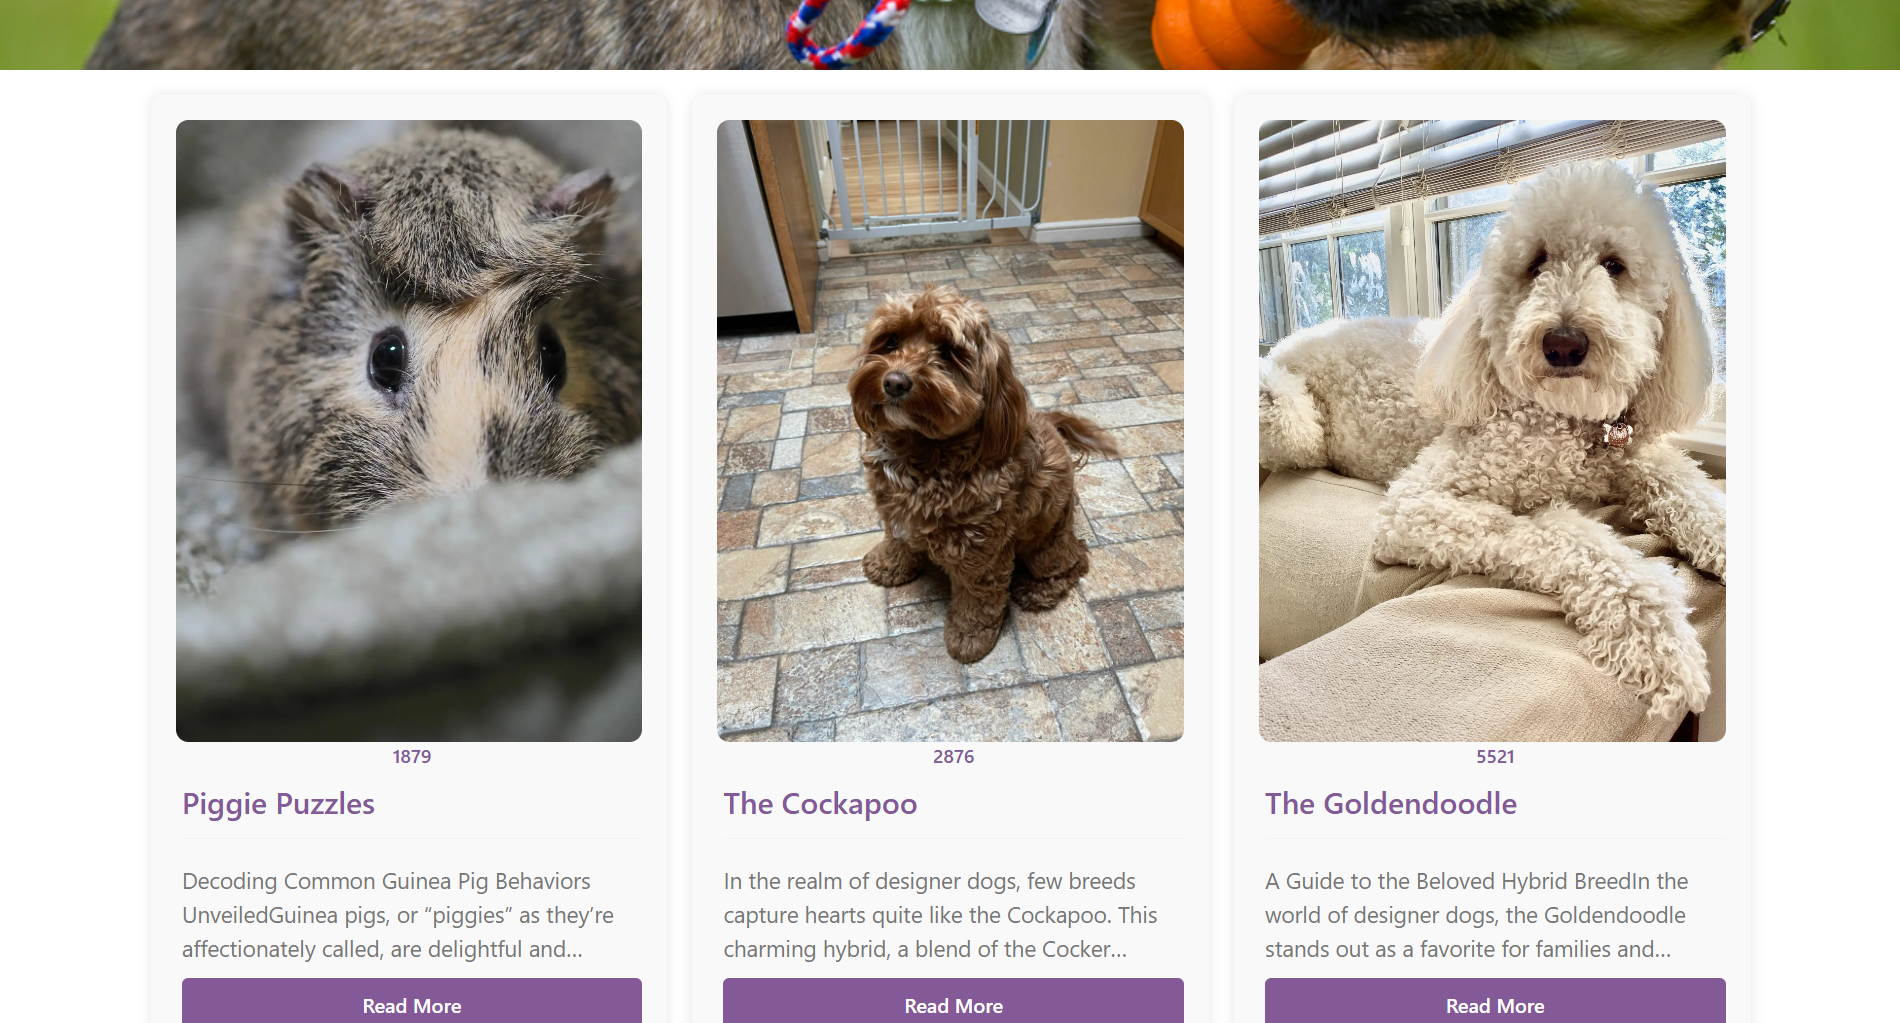 1879
Piggie Puzzles
Decoding Common Guinea Pig Behaviors
UnveiledGuinea pigs, or “piggies” as they’re
affectionately called, are delightful and...
Read More
2876
The Cockapoo
In the realm of designer dogs, few breeds
capture hearts quite like the Cockapoo. This
charming hybrid, a blend of the Cocker...
Read More
5521
The Goldendoodle
A Guide to the Beloved Hybrid BreedIn the
world of designer dogs, the Goldendoodle
stands out as a favorite for families and...
Read More